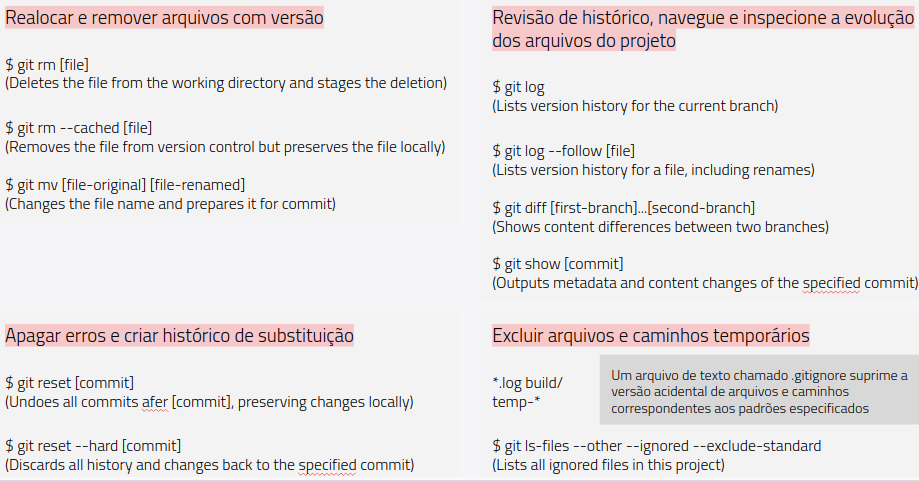 Realocar e remover arquivos com versão
$ git rm [file]
(Deletes the file from the working directory and stages the deletion)
$ git rm --cached [file]
(Removes the file from version control but preserves the file locally)
$ git mv [file-original] [file-renamed]
(Changes the file name and prepares it for commit)
Revisão de histórico, navegue e inspecione a evolução
dos arquivos do projeto
$ git log
(Lists version history for the current branch)
$ git log --follow [file]
(Lists version history for a file, including renames)
$ git diff [first-branch]...[second-branch]
(Shows content differences between two branches)
$ git show [commit]
(Outputs metadata and content changes of the specified commit)
Apagar erros e criar histórico de substituição
$ git reset [commit]
(Undoes all commits afer [commit], preserving changes locally)
$ git reset --hard [commit]
(Discards all history and changes back to the specified commit)
Excluir arquivos e caminhos temporários
*.log build/
temp-*
Um arquivo de texto chamado .gitignore suprime a
versão acidental de arquivos e caminhos
correspondentes aos padrões especificados
$ git ls-files --other --ignored --exclude-standard
(Lists all ignored files in this project)